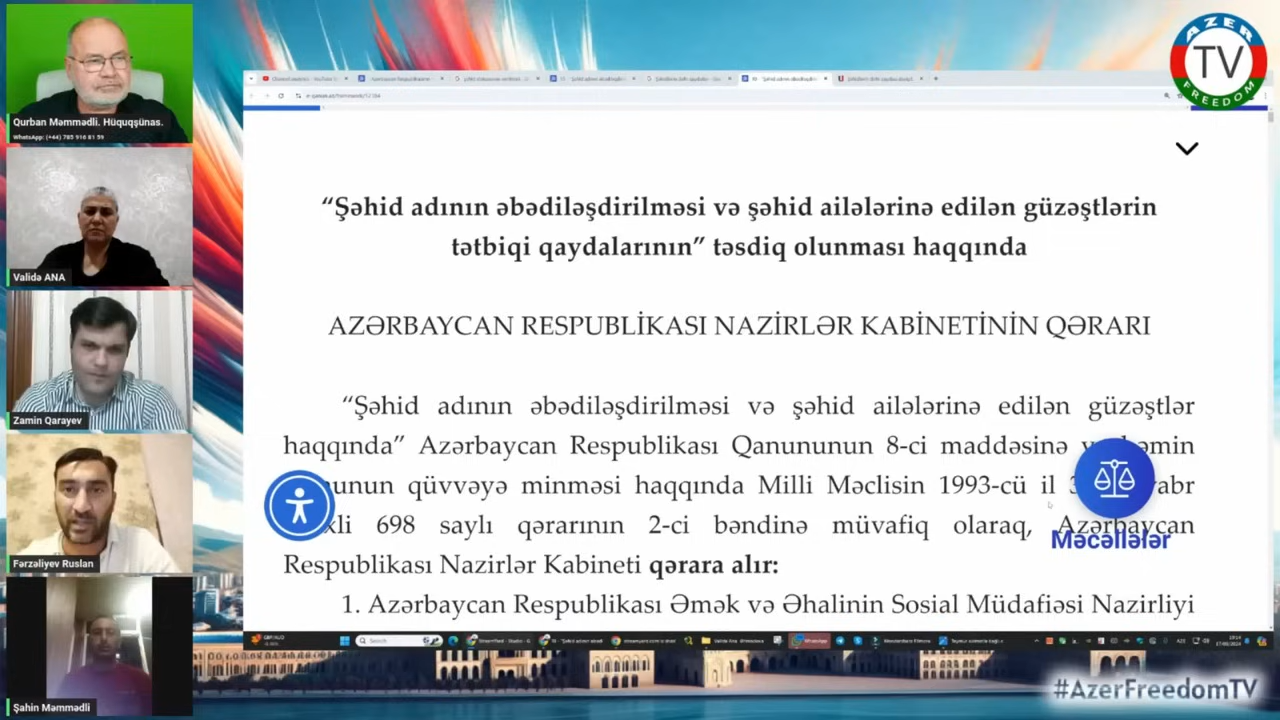 Qurban Məmmədli. Hüquqşünas.
WhatsApp: (+44) 785 916 81 59
Validə ANA
Zamin Qarayev
Fərzəliyev Ruslan
Şahin Məmmədli
AZER
TV
FREEDOM
“Şəhid adının əbədiləşdirilməsi və şəhid ailələrinə edilən güzəştlərin
tətbiqi qaydalarının” təsdiq olunması haqqında
AZƏRBAYCAN RESPUBLİKASI NAZİRLƏR KABİNETİNİN QƏRARI
“Şəhid adının əbədiləşdirilməsi və şəhid ailələrinə edilən güzəştlər
haqqında” Azərbaycan Respublikası Qanununun 8-ci maddəsinə
qüvvəyə minməsi haqqında Milli Məclisin 1993-cü il
698 saylı qərarının 2-ci bəndinə müvafiq olaraq, Azərbaycan
Məcəllələr
Respublikası Nazirlər Kabineti qərara alır:
1. Azərbaycan Respublikası Əmək və Əhalinin Sosial Müdafiəsi Nazirliyi
Search
#AzerFreedomTV